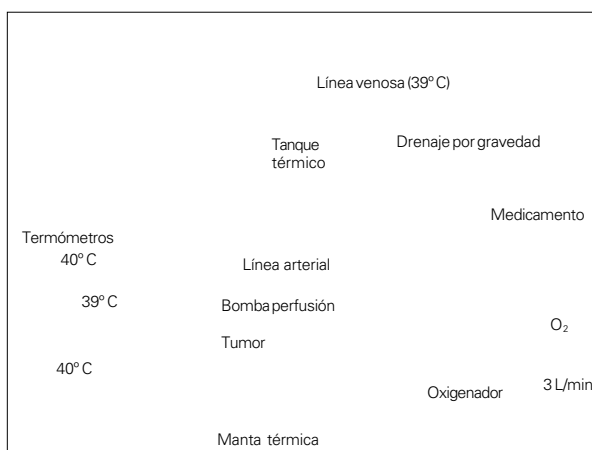 Línea venosa (39º C)
Tanque
térmico
Drenaje por gravedad
Medicamento
Termómetros
40º C
Línea arterial
39º C
Bomba perfusión
O₂
Tumor
40º C
Oxigenador
3 L/min
Manta térmica